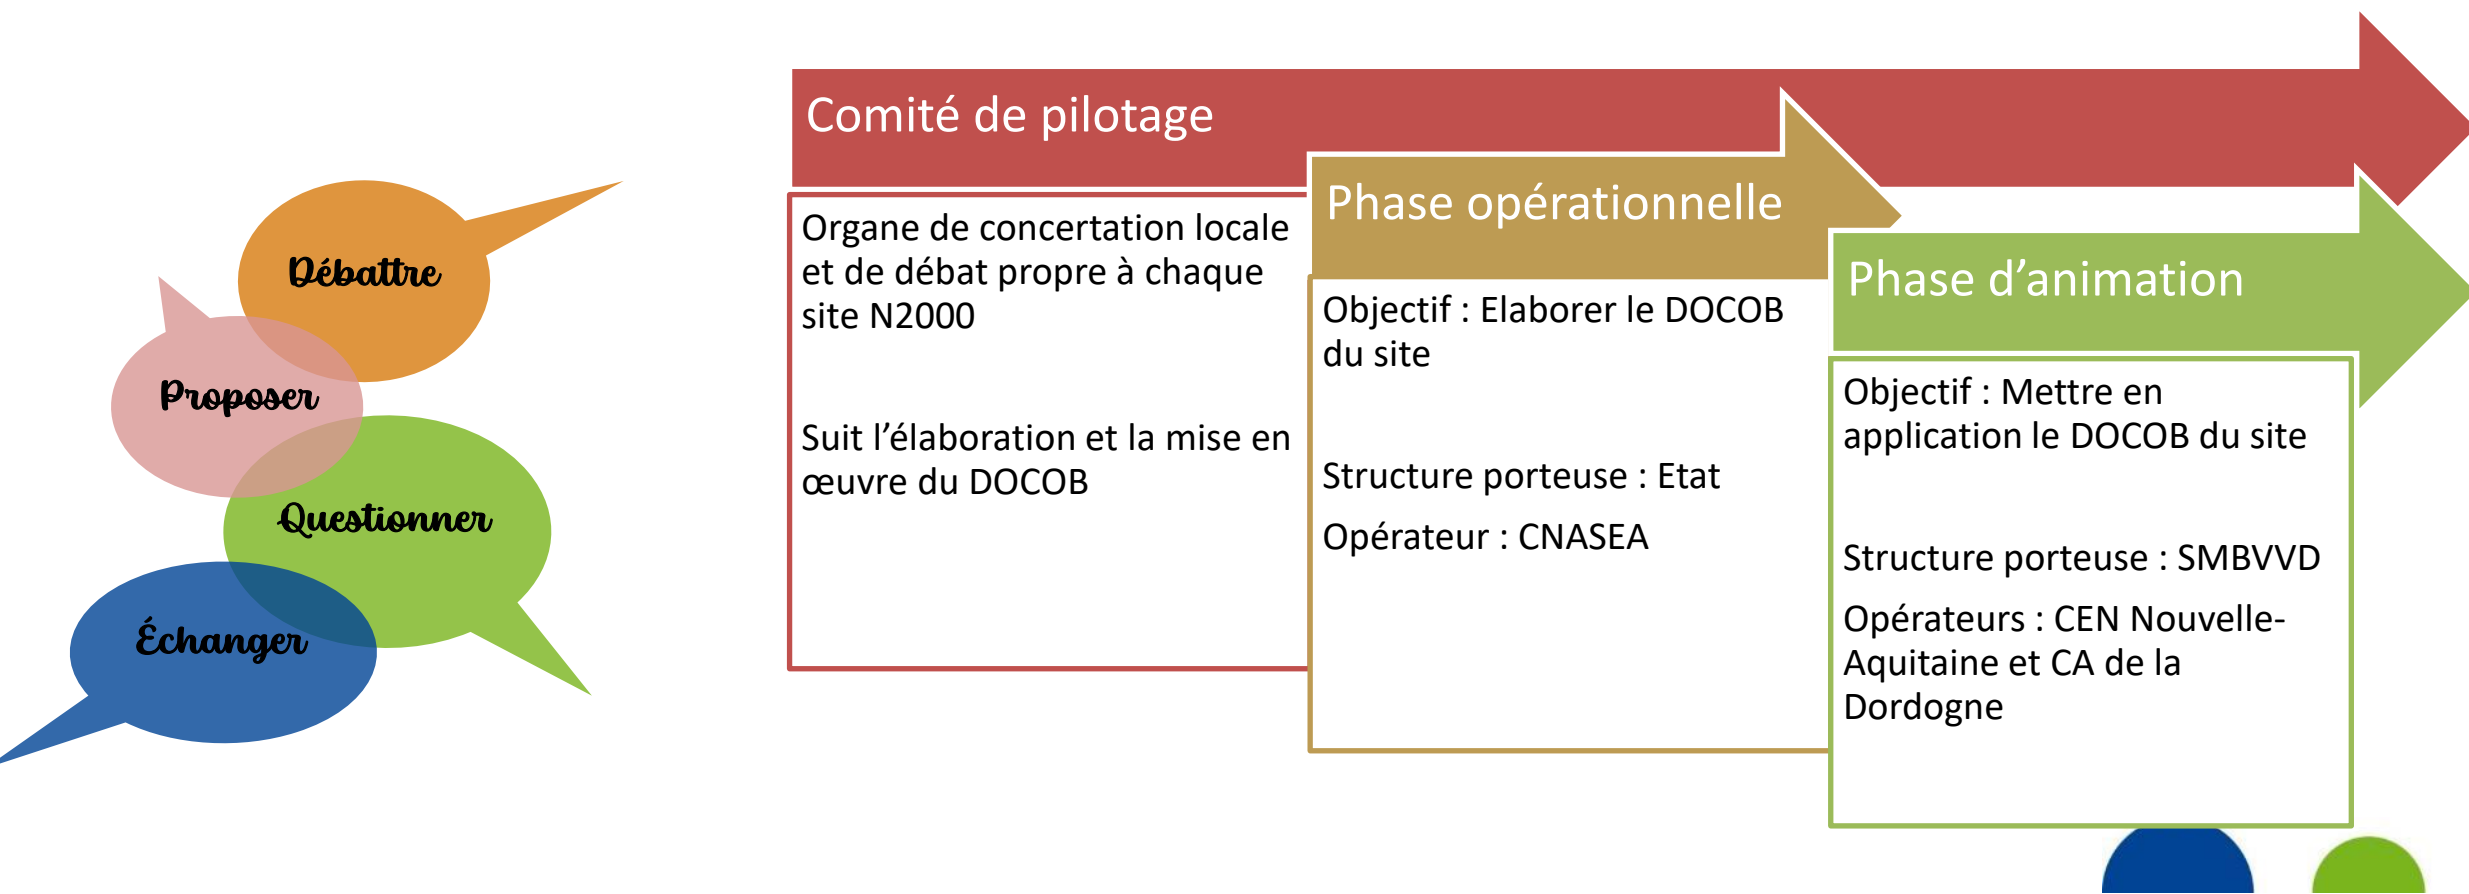 Débattre
Proposer
Questionner
Échanger
Comité de pilotage
Organe de concertation locale
et de débat propre à chaque
site N2000
Suit l’élaboration et la mise en
œuvre du DOCOB
Phase opérationnelle
Objectif : Elaborer le DOCOB
du site
Structure porteuse : Etat
Opérateur : CNASEA
Phase d’animation
Objectif : Mettre en
application le DOCOB du site
Structure porteuse : SMBVVD
Opérateurs : CEN Nouvelle-
Aquitaine et CA de la
Dordogne